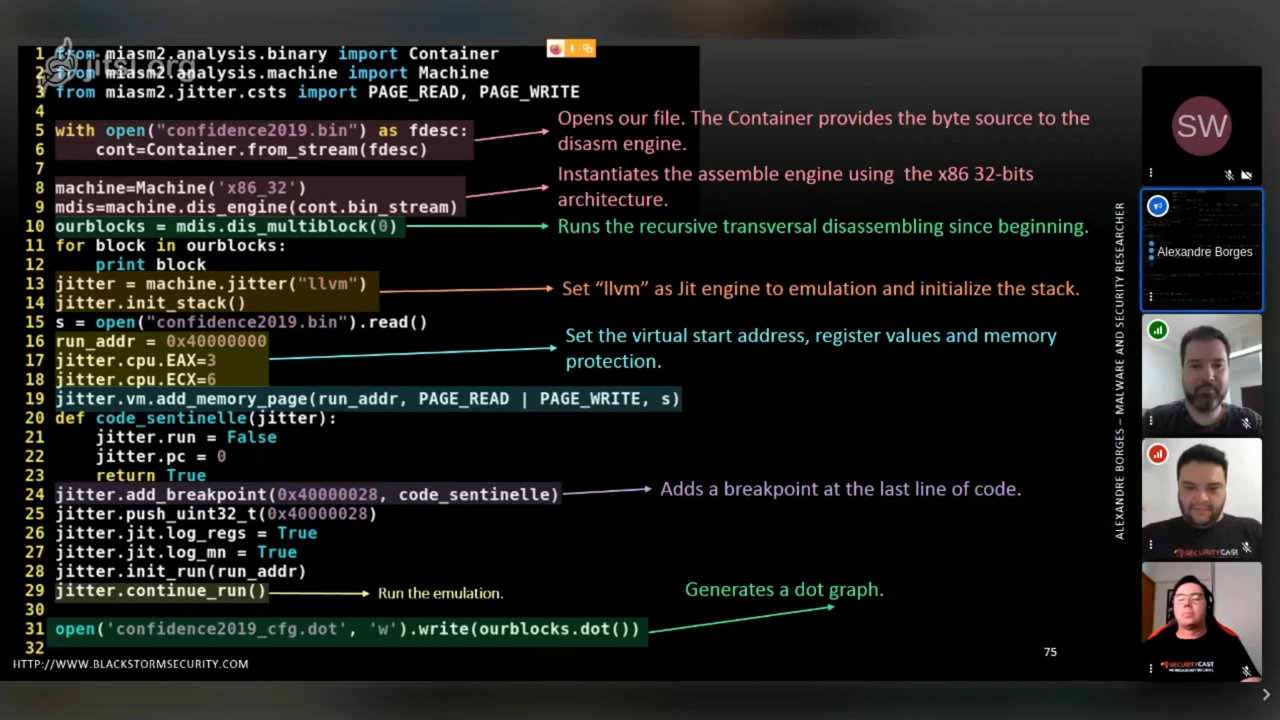 jitsi.org
1 from miasm2.analysis.binary import Container
2 from miasm2.analysis.machine import Machine
3 from miasm2.jitter.csts import PAGE_READ, PAGE_WRITE
4
5 with open("confidence2019.bin") as fdesc:
6 cont=Container.from_stream(fdesc)
7
8 machine=Machine('x86_32')
9 mdis=machine.dis_engine(cont.bin_stream)
10 ourblocks = mdis.dis_multiblock(0)
11 for block in ourblocks:
12 print block
13 jitter = machine.jitter("llvm")
14 jitter.init_stack()
15 s = open("confidence2019.bin").read()
16 run_addr = 0x40000000
17 jitter.cpu.EAX=3
18 jitter.cpu.ECX=6
19 jitter.vm.add_memory_page(run_addr, PAGE_READ | PAGE_WRITE, s)
20 def code_sentinelle(jitter):
21 jitter.run = False
22 jitter.pc = 0
23 return True
24 jitter.add_breakpoint(0x40000028, code_sentinelle)
25 jitter.push_uint32_t(0x40000028)
26 jitter.jit.log_regs = True
27 jitter.jit.log_mn = True
28 jitter.init_run(run_addr)
29 jitter.continue_run()
30
31 open('confidence2019_cfg.dot', 'w').write(ourblocks.dot())
32
Opens our file. The Container provides the byte source to the
disasm engine.
Instantiates the assemble engine using the x86 32-bits
architecture.
Runs the recursive transversal disassembling since beginning.
Set “llvm” as Jit engine to emulation and initialize the stack.
Set the virtual start address, register values and memory
protection.
Adds a breakpoint at the last line of code.
Run the emulation.
Generates a dot graph.
75
HTTP://WWW.BLACKSTORMSECURITY.COM
ALEXANDRE BORGES – MALWARE AND SECURITY RESEARCHER
SW
Alexandre Borges
SECURITYCAST
SECURITYCAST